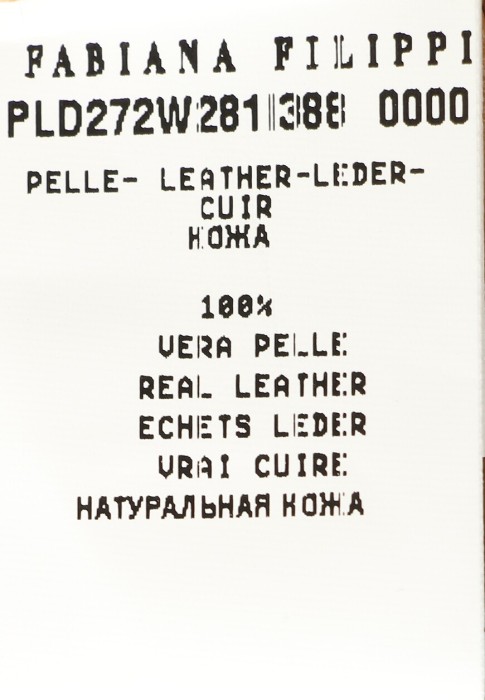 FABIANA FILIPPI
PLD272W281 388 0000
PELLE- LEATHER-LEDER-
CUIR
КОЖА
100%
VERA PELLE
REAL LEATHER
ECHETS LEDER
VRAI CUIRE
НАТУРАЛЬНАЯ КОЖА